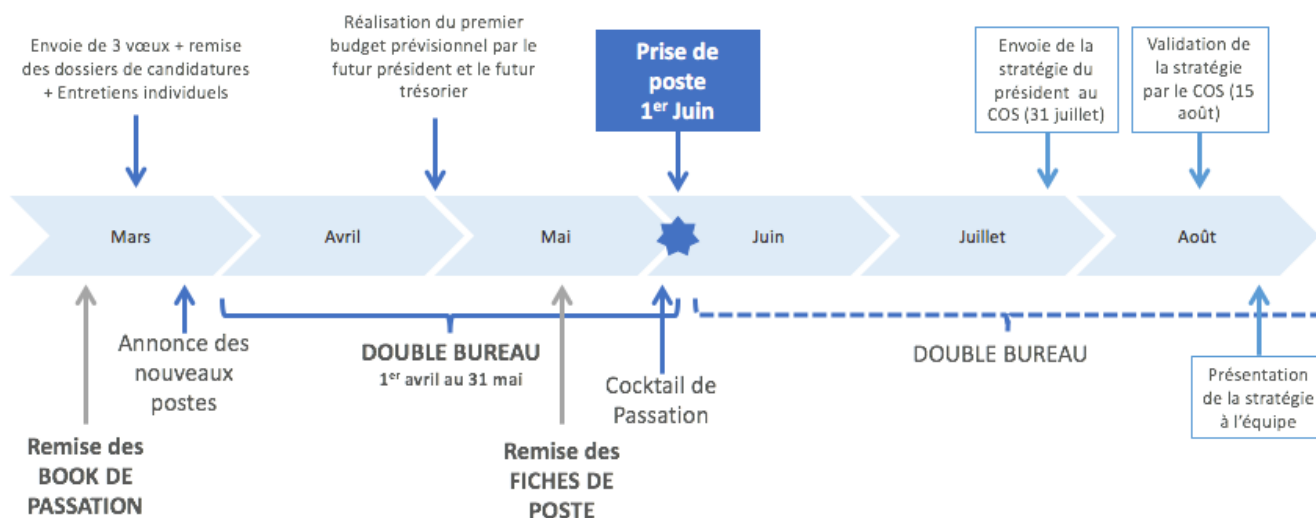 Envoie de 3 vœux + remise
des dossiers de candidatures
+ Entretiens individuels
Réalisation du premier
budget prévisionnel par le
futur président et le futur
trésorier
Prise de
poste
1er Juin
Envoie de la
stratégie du
président au
COS (31 juillet)
Validation de
la stratégie
par le COS (15
août)
Mars
Avril
Mai
Juin
Juillet
Août
Annonce des
nouveaux
postes
DOUBLE BUREAU
1er avril au 31 mai
Cocktail de
Passation
DOUBLE BUREAU
Présentation
de la stratégie
à l'équipe
Remise des
BOOK DE
PASSATION
Remise des
FICHES DE
POSTE